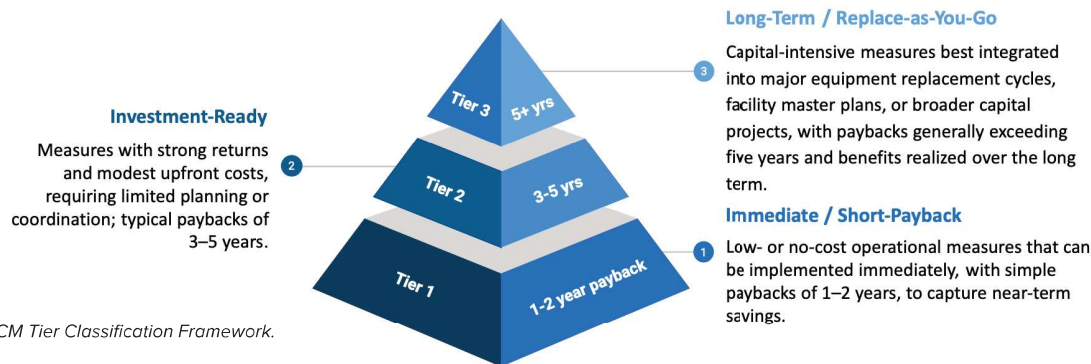 Long-Term / Replace-as-You-Go
Capital-intensive measures best integrated
into major equipment replacement cycles,
facility master plans, or broader capital
projects, with paybacks generally exceeding
five years and benefits realized over the long
term.
3
Tier 3
5+ yrs
Investment-Ready
Measures with strong returns
and modest upfront costs,
requiring limited planning or
coordination; typical paybacks of
3–5 years.
2
Tier 2
3-5 yrs
Immediate / Short-Payback
Low- or no-cost operational measures that can
be implemented immediately, with simple
paybacks of 1–2 years, to capture near-term
savings.
1
Tier 1
1-2 year payback
CM Tier Classification Framework.